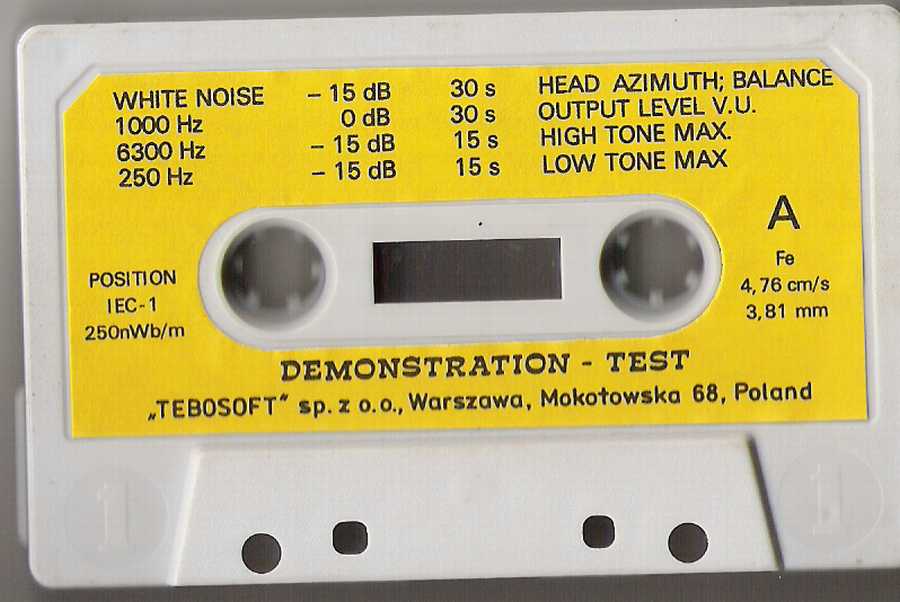 WHITE NOISE – 15 dB 30 s HEAD AZIMUTH; BALANCE
1000 Hz 0 dB 30 s OUTPUT LEVEL V.U.
6300 Hz – 15 dB 15 s HIGH TONE MAX.
250 Hz – 15 dB 15 s LOW TONE MAX
A
POSITION
IEC-1
250nWb/m
Fe
4,76 cm/s
3,81 mm
DEMONSTRATION - TEST
„TEBOSOFT" sp. z o.o., Warszawa, Mokotowska 68, Poland
1 1